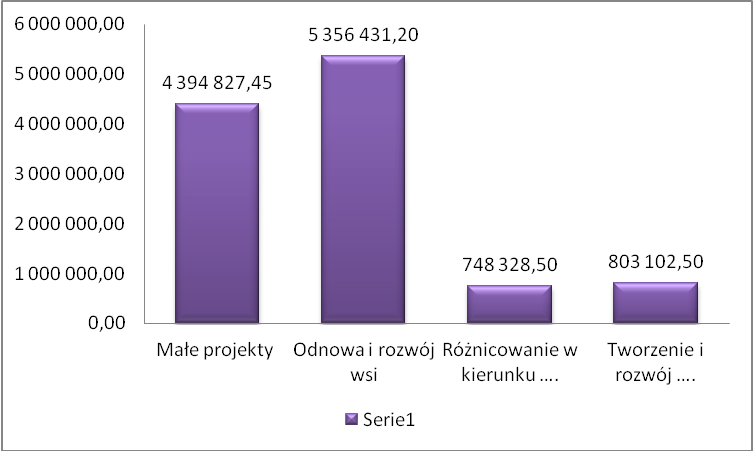 6 000 000,00
5 000 000,00
4 000 000,00
3 000 000,00
2 000 000,00
1 000 000,00
0,00
4 394 827,45
5 356 431,20
748 328,50
803 102,50
Małe projekty
Odnowa i rozwój
wsi
Różnicowanie w
kierunku ....
Tworzenie i
rozwój ....
Serie1